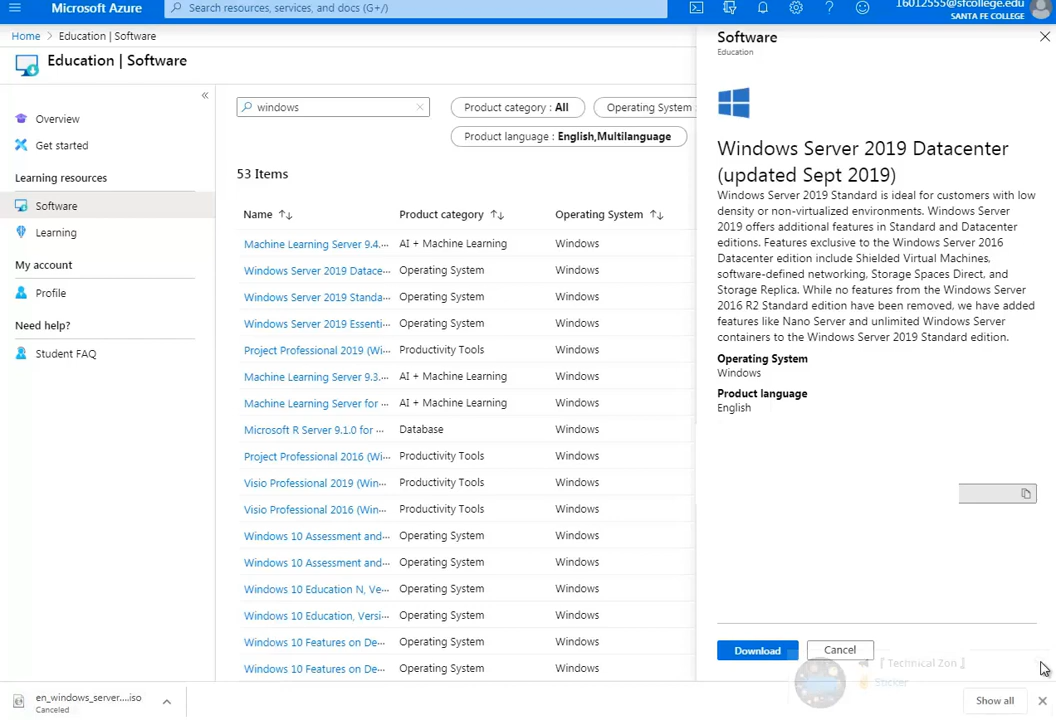 Microsoft Azure
Search resources, services, and docs (G+/)
16012555@sfcollege.edu
SANTA FE COLLEGE
Home > Education | Software
Education | Software
«
Overview
Get started
Learning resources
Software
Learning
My account
Profile
Need help?
Student FAQ
windows
Product category : All
Operating System :
Product language : English,Multilanguage
53 Items
Name Product category Operating System
Machine Learning Server 9.4.... AI + Machine Learning Windows
Windows Server 2019 Datace... Operating System Windows
Windows Server 2019 Standa... Operating System Windows
Windows Server 2019 Essenti... Operating System Windows
Project Professional 2019 (Wi... Productivity Tools Windows
Machine Learning Server 9.3.... AI + Machine Learning Windows
Machine Learning Server for ... AI + Machine Learning Windows
Microsoft R Server 9.1.0 for ... Database Windows
Project Professional 2016 (Wi... Productivity Tools Windows
Visio Professional 2019 (Win... Productivity Tools Windows
Visio Professional 2016 (Win... Productivity Tools Windows
Windows 10 Assessment and... Operating System Windows
Windows 10 Assessment and... Operating System Windows
Windows 10 Education N, Ve... Operating System Windows
Windows 10 Education, Versi... Operating System Windows
Windows 10 Features on De... Operating System Windows
Windows 10 Features on De... Operating System Windows
Software
Education
Windows Server 2019 Datacenter
(updated Sept 2019)
Windows Server 2019 Standard is ideal for customers with low
density or non-virtualized environments. Windows Server
2019 offers additional features in Standard and Datacenter
editions. Features exclusive to the Windows Server 2016
Datacenter edition include Shielded Virtual Machines,
software-defined networking, Storage Spaces Direct, and
Storage Replica. While no features from the Windows Server
2016 R2 Standard edition have been removed, we have added
features like Nano Server and unlimited Windows Server
containers to the Windows Server 2019 Standard edition.
Operating System
Windows
Product language
English
Download
Cancel
『 Technical Zon 』
Sticker
en_windows_server....iso
Canceled
Show all